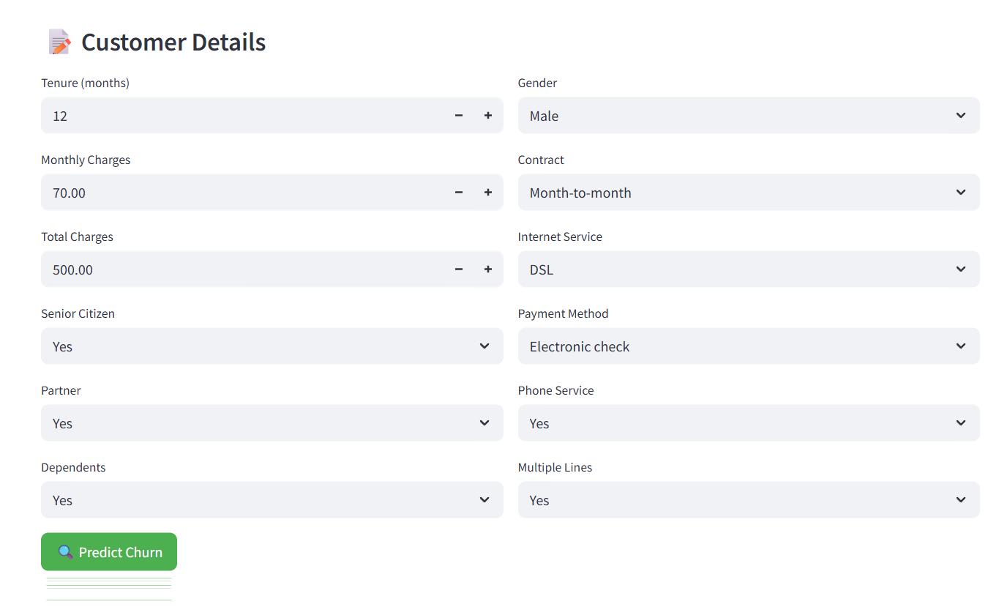 Customer Details
Tenure (months)
12
Gender
Male
Monthly Charges
70.00
Contract
Month-to-month
Total Charges
500.00
Internet Service
DSL
Senior Citizen
Yes
Payment Method
Electronic check
Partner
Yes
Phone Service
Yes
Dependents
Yes
Multiple Lines
Yes
Predict Churn